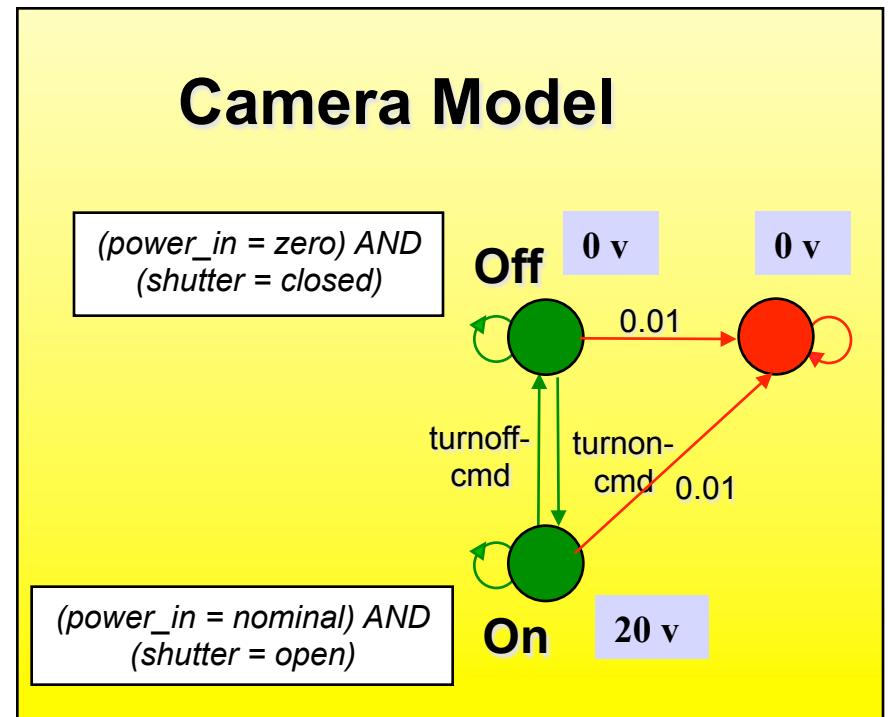 Camera Model
(power_in = zero) AND
(shutter = closed)
Off
0 v
0 v
0.01
turnoff-
cmd
turnon-
cmd
0.01
(power_in = nominal) AND
(shutter = open)
On
20 v